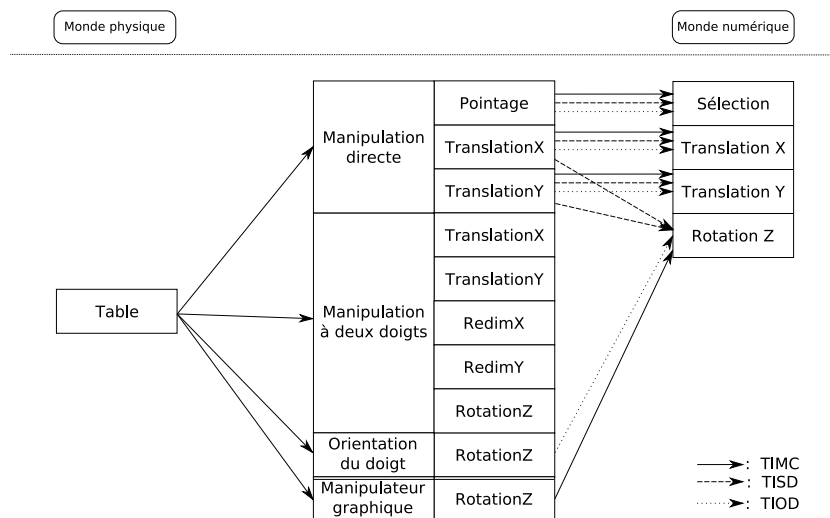 Monde physique
Monde numérique
Table
Manipulation
directe
Pointage
TranslationX
TranslationY
Manipulation
à deux doigts
TranslationX
TranslationY
RedimX
RedimY
RotationZ
Orientation
du doigt
RotationZ
Manipulateur
graphique
RotationZ
Sélection
Translation X
Translation Y
Rotation Z
: TIMC
: TISD
: TIOD